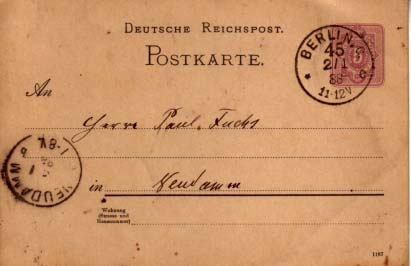 DEUTSCHE REICHSPOST.
POSTKARTE.
BERLIN. C
45
2/1
88
11-12V
5
An
Herrn Paul Fuchs
in Neudamm
NEUDAMM
Wohnung
(Strasse und
Hausnummer)
1187